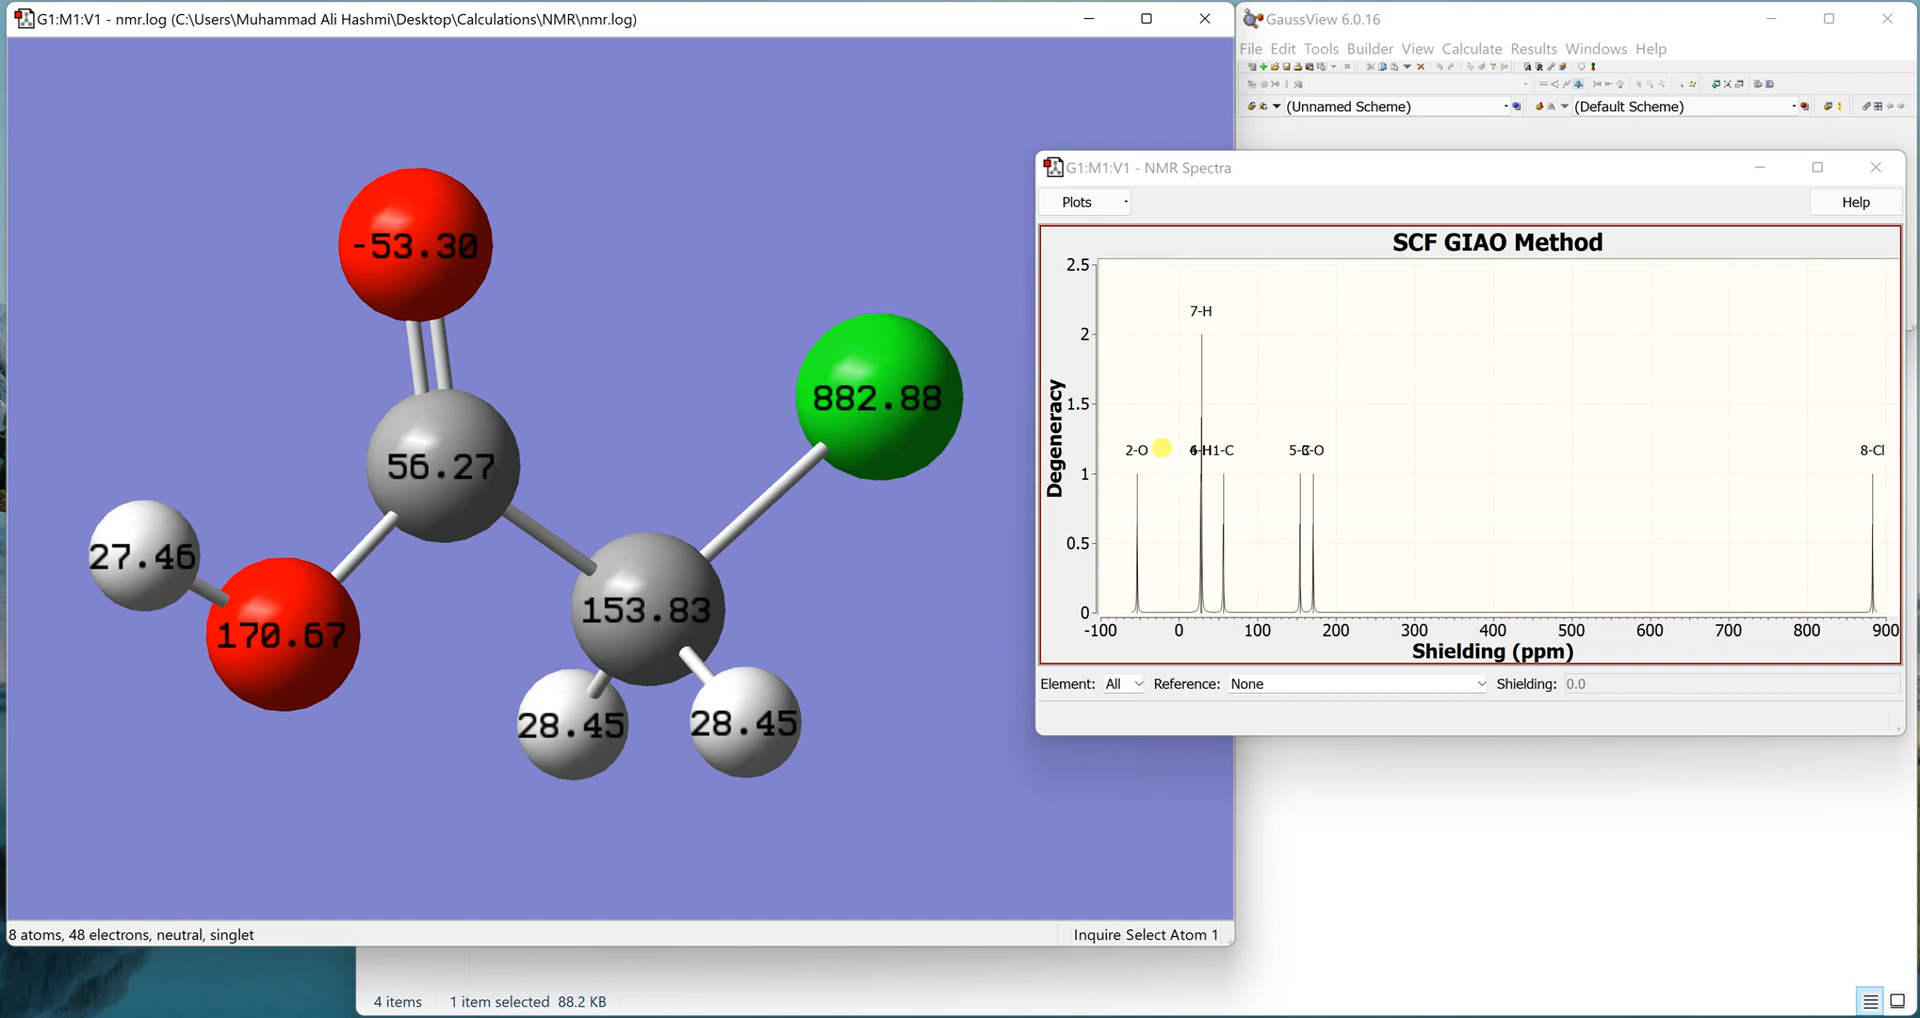 G1:M1:V1 - nmr.log (C:\Users\Muhammad Ali Hashmi\Desktop\Calculations\NMR\nmr.log)
-53.30
882.88
56.27
27.46
153.83
170.67
28.45
28.45
8 atoms, 48 electrons, neutral, singlet
Inquire Select Atom 1
4 items
1 item selected 88.2 KB
GaussView 6.0.16
File Edit Tools Builder View Calculate Results Windows Help
(Unnamed Scheme)
(Default Scheme)
G1:M1:V1 - NMR Spectra
Plots
Help
SCF GIAO Method
Degeneracy
2.5
2
1.5
1
0.5
0
7-H
2-O
1-C
8-Cl
-100 0 100 200 300 400 500 600 700 800 900
Shielding (ppm)
Element: All
Reference: None
Shielding: 0.0